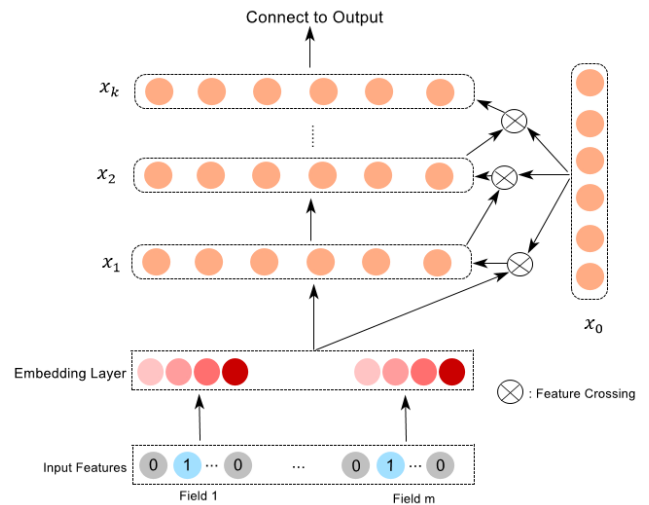 Connect to Output
x_k
x_2
x_1
x_0
Embedding Layer
: Feature Crossing
Input Features
0 1 ... 0 ... 0 1 ... 0
Field 1
Field m